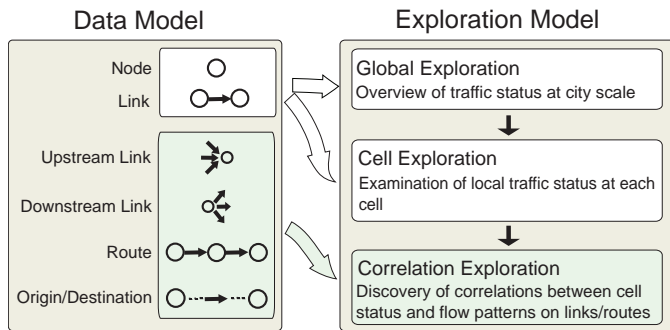 Data Model
Node
Link
Upstream Link
Downstream Link
Route
Origin/Destination
Exploration Model
Global Exploration
Overview of traffic status at city scale
Cell Exploration
Examination of local traffic status at each
cell
Correlation Exploration
Discovery of correlations between cell
status and flow patterns on links/routes